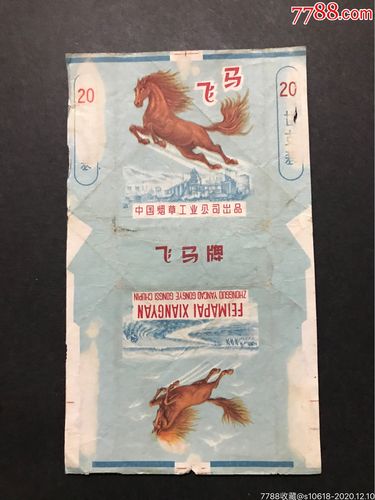 7788.com
20
飞马
20
支
中国烟草工业公司出品
飞马牌
FEIMAPAI XIANGYAN
ZHONGGUO YANCAO GONGYE GONGSI CHUPIN
7788收藏@s10618-2020.12.10